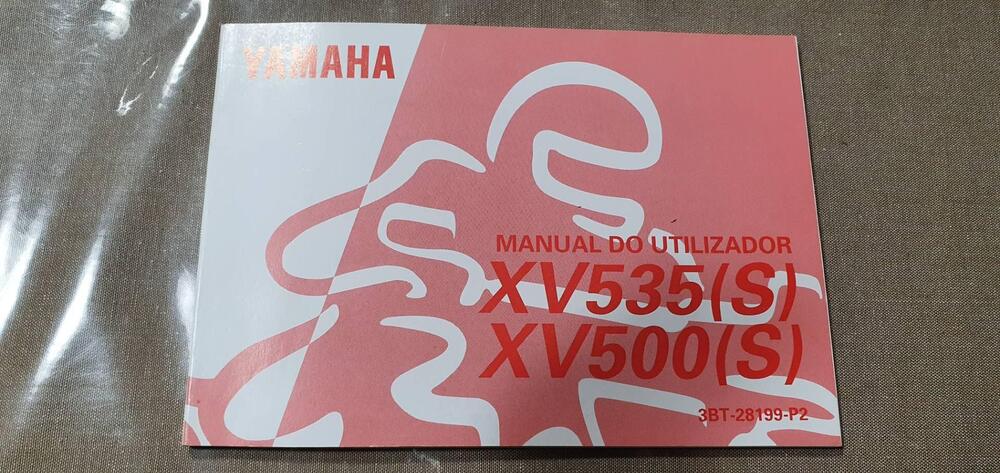 YAMAHA
MANUAL DO UTILIZADOR
XV535(S)
XV500(S)
3BT-28199-P2